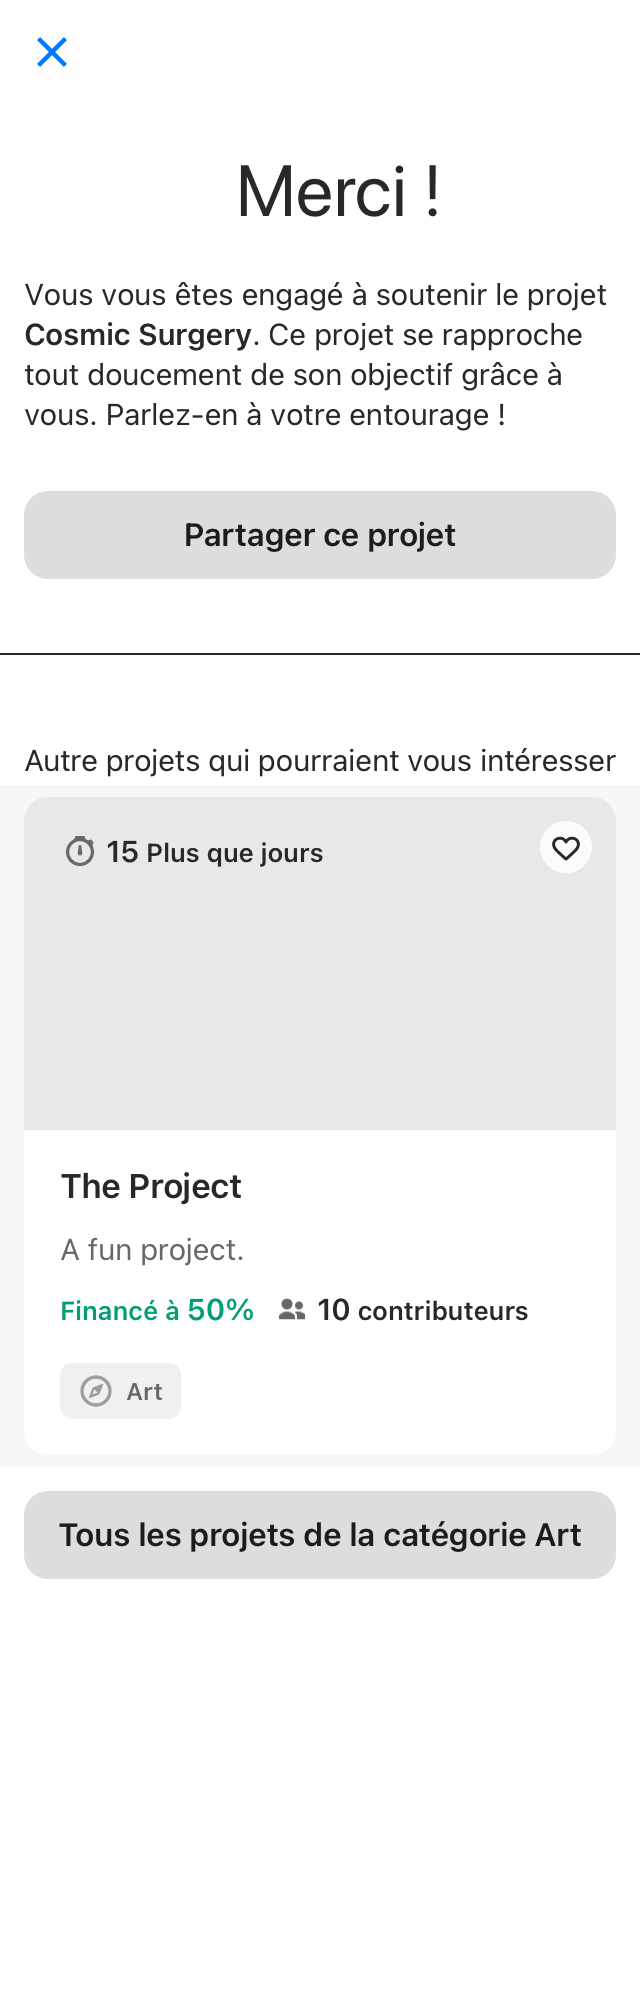 Merci !
Vous vous êtes engagé à soutenir le projet
Cosmic Surgery. Ce projet se rapproche
tout doucement de son objectif grâce à
vous. Parlez-en à votre entourage !
Partager ce projet
Autre projets qui pourraient vous intéresser
15 Plus que jours
The Project
A fun project.
Financé à 50% 10 contributeurs
Art
Tous les projets de la catégorie Art